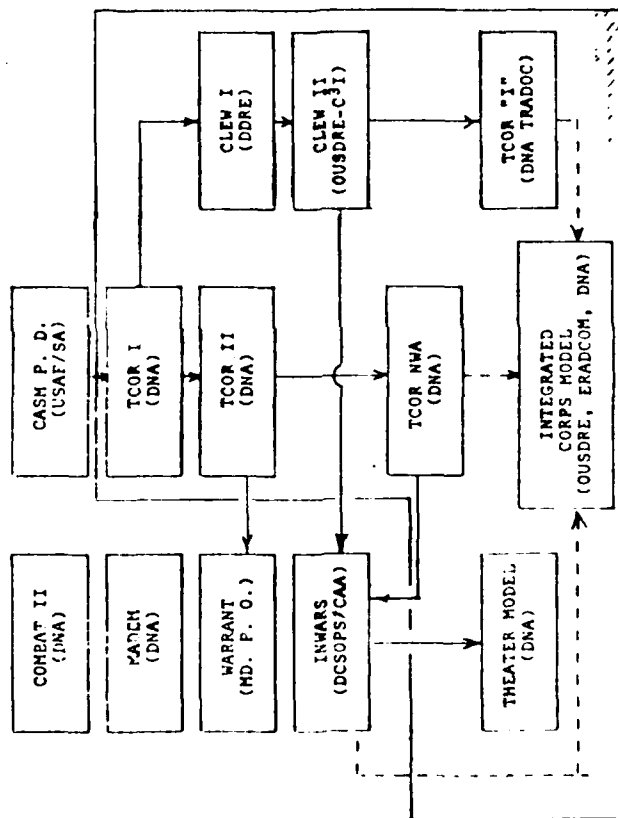 COMBAT II
(DNA)
CASM P. D.
(USAF/SA)
MADEM
(DNA)
TCOR I
(DNA)
WARRANT
(MD. P. O.)
TCOR II
(DNA)
CLEW I
(DDRE)
INWARS
(DCSOPS/CAA)
CLEW II
(OUSDRE-C³I)
TCOR NWA
(DNA)
THEATER MODEL
(DNA)
TCOR "I"
(DNA TRADOC)
INTEGRATED
CORPS MODEL
(OUSDRE, ERADCOM, DNA)